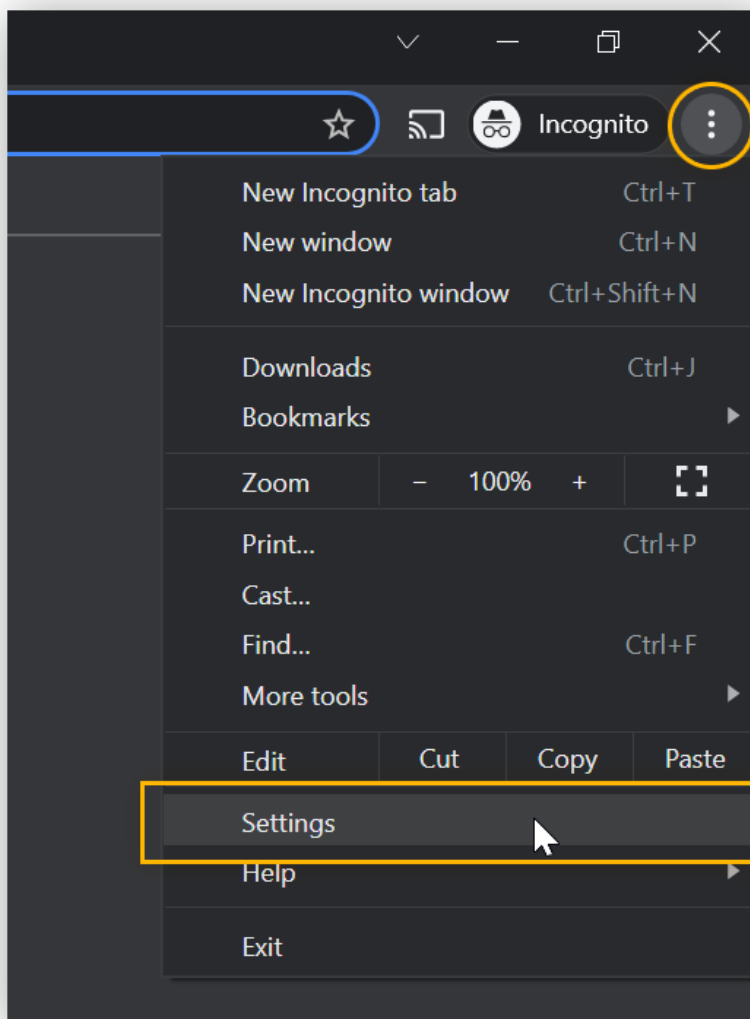 Incognito
New Incognito tab Ctrl+T
New window Ctrl+N
New Incognito window Ctrl+Shift+N
Downloads Ctrl+J
Bookmarks
Zoom − 100% +
Print... Ctrl+P
Cast...
Find... Ctrl+F
More tools
Edit Cut Copy Paste
Settings
Help
Exit